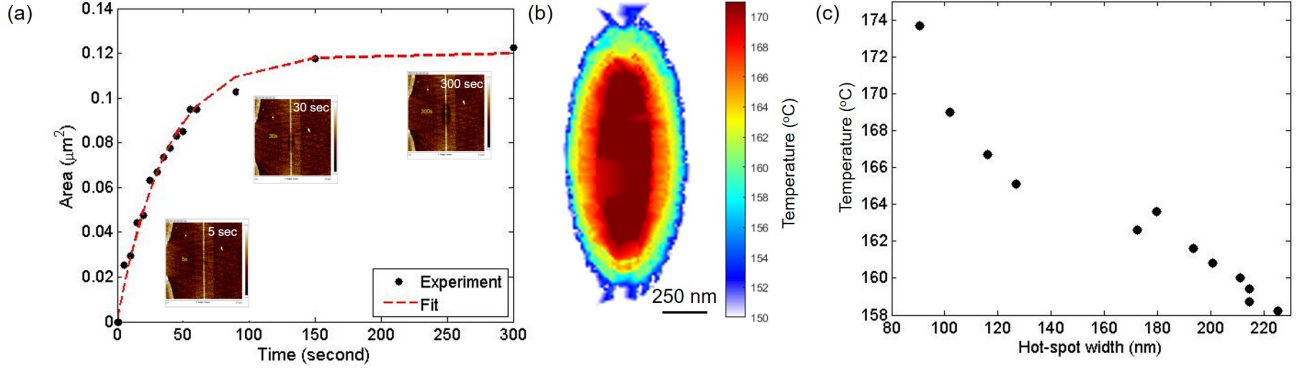 (a)
0.14
0.12
0.1
0.08
0.06
0.04
0.02
0
Area (μm²)
0 50 100 150 200 250 300
Time (second)
5 sec
5s
30 sec
30s
300 sec
300s
Experiment
Fit
(b)
250 nm
170
168
166
164
162
160
158
156
154
152
150
Temperature (°C)
(c)
174
172
170
168
166
164
162
160
158
Temperature (°C)
80 100 120 140 160 180 200 220
Hot-spot width (nm)